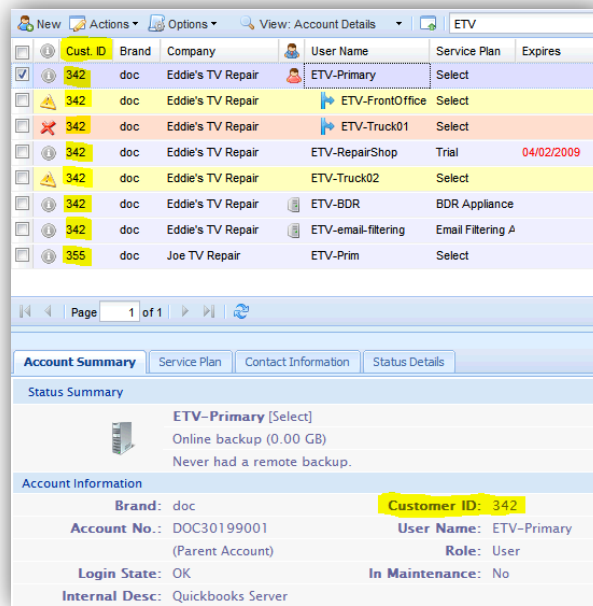 New Actions Options View: Account Details ETV
Cust. ID Brand Company User Name Service Plan Expires
342 doc Eddie's TV Repair ETV-Primary Select
342 doc Eddie's TV Repair ETV-FrontOffice Select
342 doc Eddie's TV Repair ETV-Truck01 Select
342 doc Eddie's TV Repair ETV-RepairShop Trial 04/02/2009
342 doc Eddie's TV Repair ETV-Truck02 Select
342 doc Eddie's TV Repair ETV-BDR BDR Appliance
342 doc Eddie's TV Repair ETV-email-filtering Email Filtering A
355 doc Joe TV Repair ETV-Prim Select
Page 1 of 1
Account Summary Service Plan Contact Information Status Details
Status Summary
ETV-Primary [Select]
Online backup (0.00 GB)
Never had a remote backup.
Account Information
Brand: doc Customer ID: 342
Account No.: DOC30199001 User Name: ETV-Primary
(Parent Account) Role: User
Login State: OK In Maintenance: No
Internal Desc: Quickbooks Server